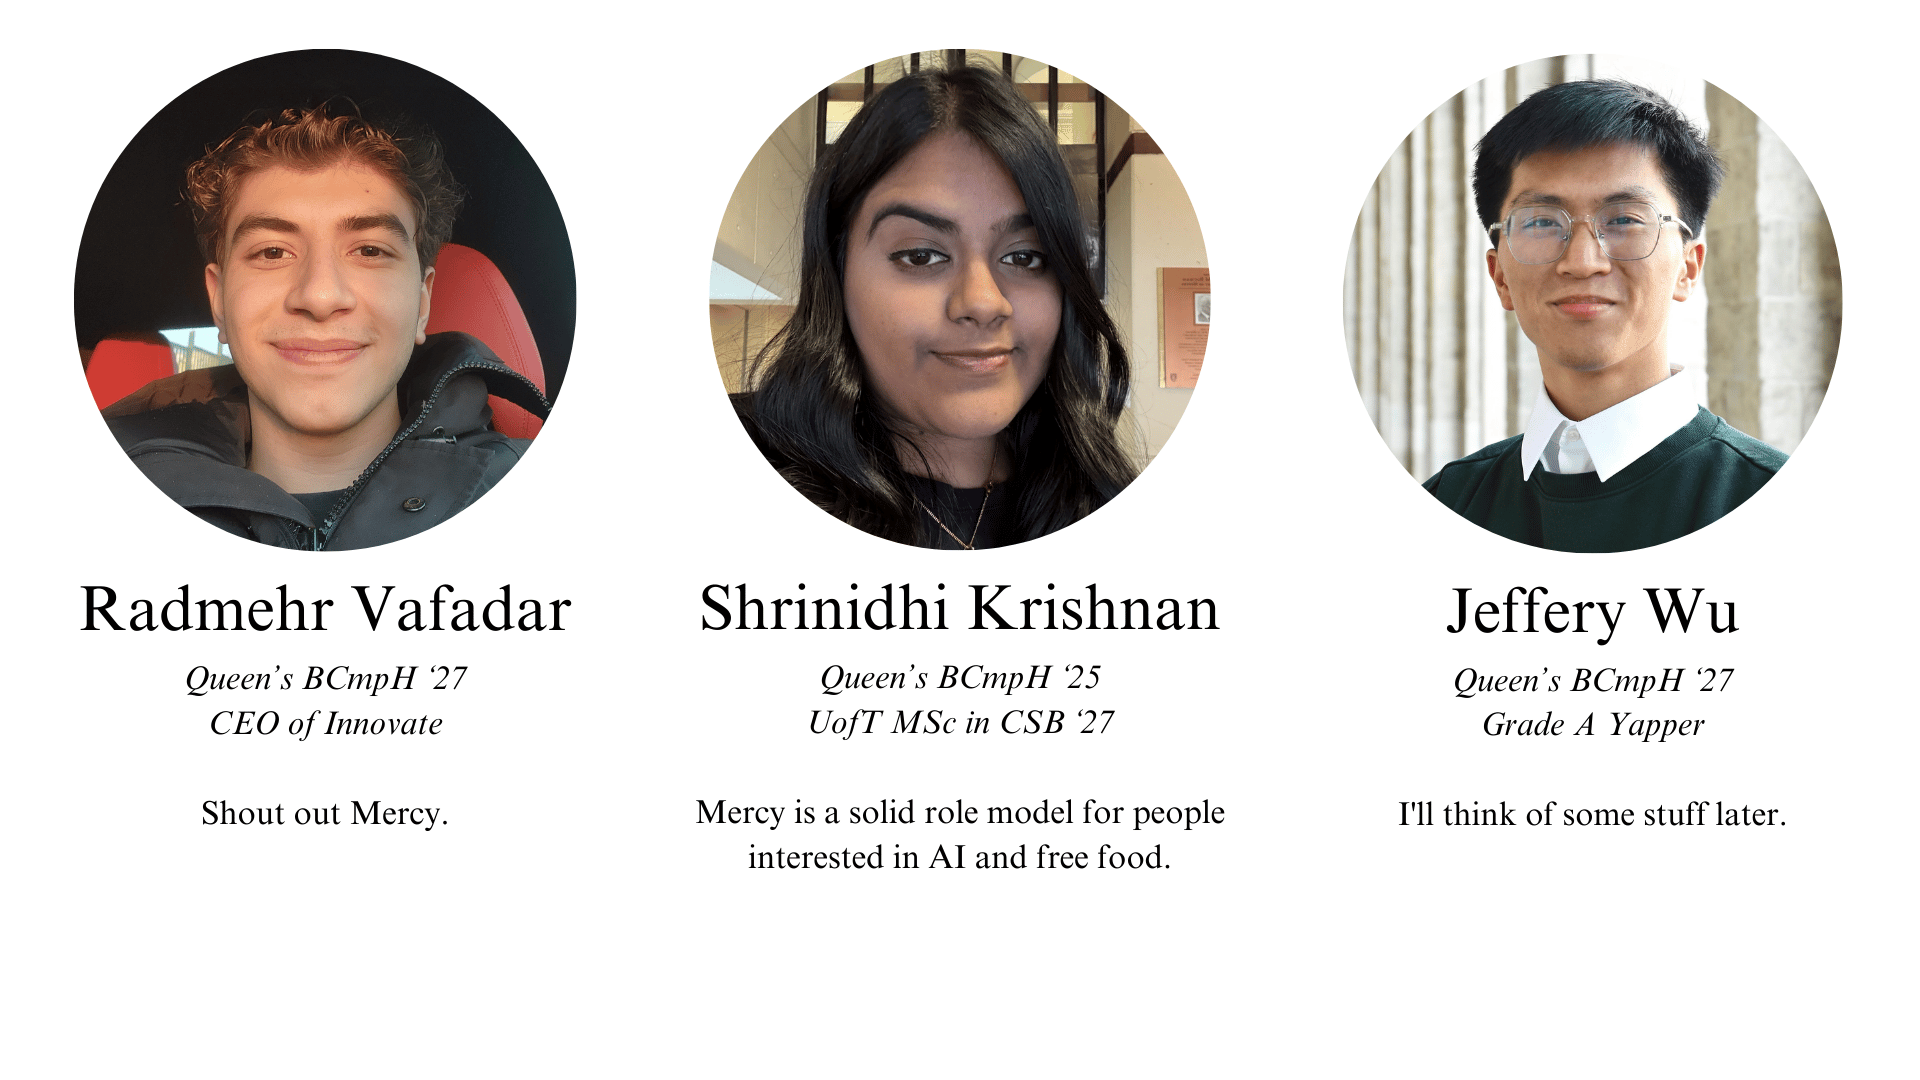 Radmehr Vafadar
Queen’s BCmpH ‘27
CEO of Innovate
Shout out Mercy.
Shrinidhi Krishnan
Queen’s BCmpH ‘25
UofT MSc in CSB ‘27
Mercy is a solid role model for people
interested in AI and free food.
Jeffery Wu
Queen’s BCmpH ‘27
Grade A Yapper
I'll think of some stuff later.